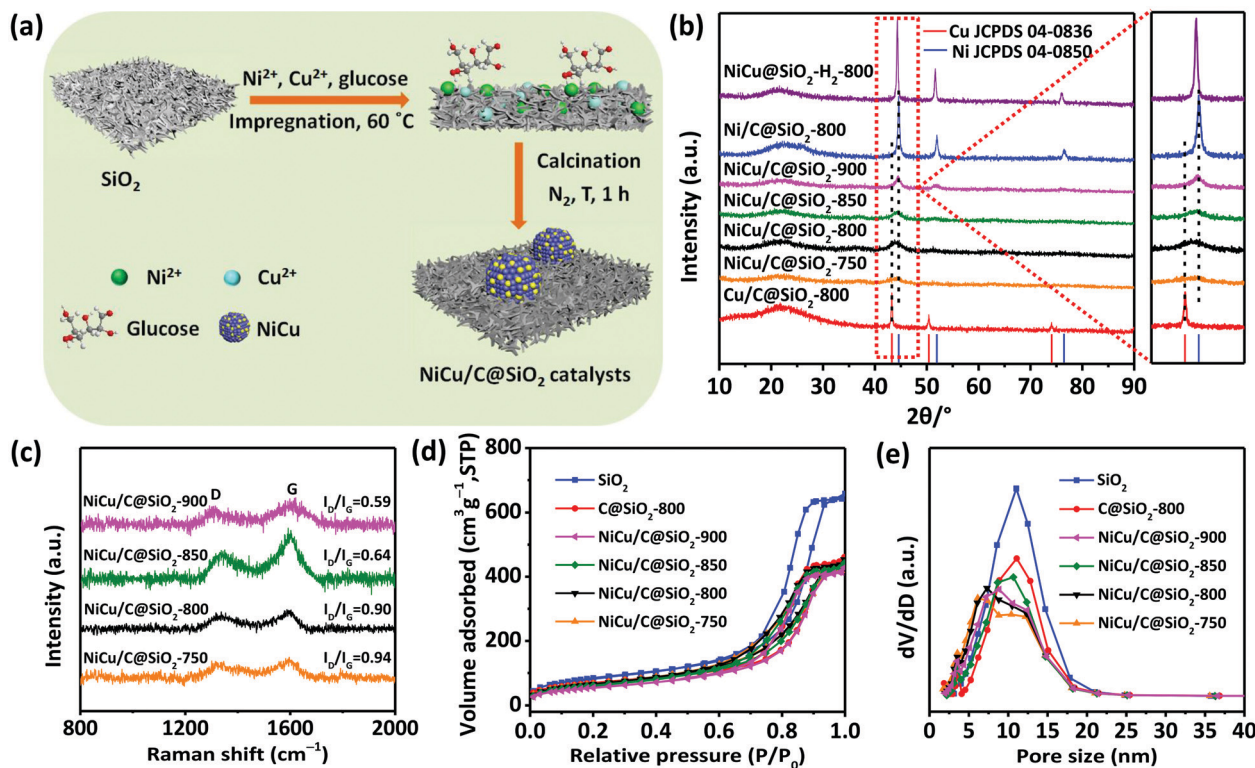 (a)
Ni²⁺, Cu²⁺, glucose
Impregnation, 60 ˚C
SiO₂
Calcination
N₂, T, 1 h
Ni²⁺
Cu²⁺
Glucose
NiCu
NiCu/C@SiO₂ catalysts
(b)
Cu JCPDS 04-0836
Ni JCPDS 04-0850
NiCu@SiO₂-H₂-800
Ni/C@SiO₂-800
NiCu/C@SiO₂-900
NiCu/C@SiO₂-850
NiCu/C@SiO₂-800
NiCu/C@SiO₂-750
Cu/C@SiO₂-800
Intensity (a.u.)
10 20 30 40 50 60 70 80 90
2θ/°
(c)
D
G
NiCu/C@SiO₂-900 I_D/I_G=0.59
NiCu/C@SiO₂-850 I_D/I_G=0.64
NiCu/C@SiO₂-800 I_D/I_G=0.90
NiCu/C@SiO₂-750 I_D/I_G=0.94
Intensity (a.u.)
800 1200 1600 2000
Raman shift (cm⁻¹)
(d)
Volume adsorbed (cm³ g⁻¹,STP)
800
600
400
200
0
SiO₂
C@SiO₂-800
NiCu/C@SiO₂-900
NiCu/C@SiO₂-850
NiCu/C@SiO₂-800
NiCu/C@SiO₂-750
0.0 0.2 0.4 0.6 0.8 1.0
Relative pressure (P/P₀)
(e)
dV/dD (a.u.)
SiO₂
C@SiO₂-800
NiCu/C@SiO₂-900
NiCu/C@SiO₂-850
NiCu/C@SiO₂-800
NiCu/C@SiO₂-750
0 5 10 15 20 25 30 35 40
Pore size (nm)